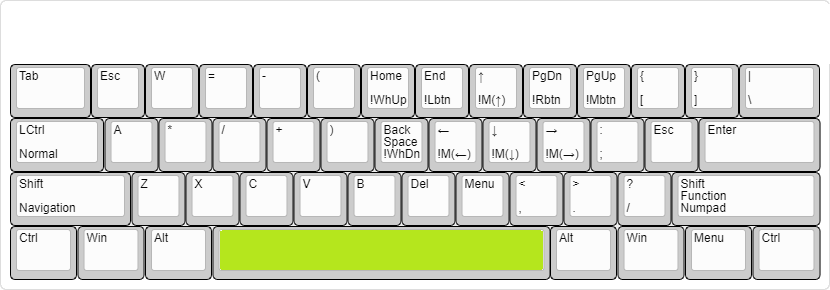 Tab Esc W = - ( Home End ↑ PgDn PgUp { } |
!WhUp !Lbtn !M(↑) !Rbtn !Mbtn [ ] \
LCtrl A * / + ) Back Space ← ↓ → : Esc Enter
Normal !WhDn !M(←) !M(↓) !M(→) ;
Shift Z X C V B Del Menu < > ? Shift
Function
Navigation , . / Numpad
Ctrl Win Alt Alt Win Menu Ctrl